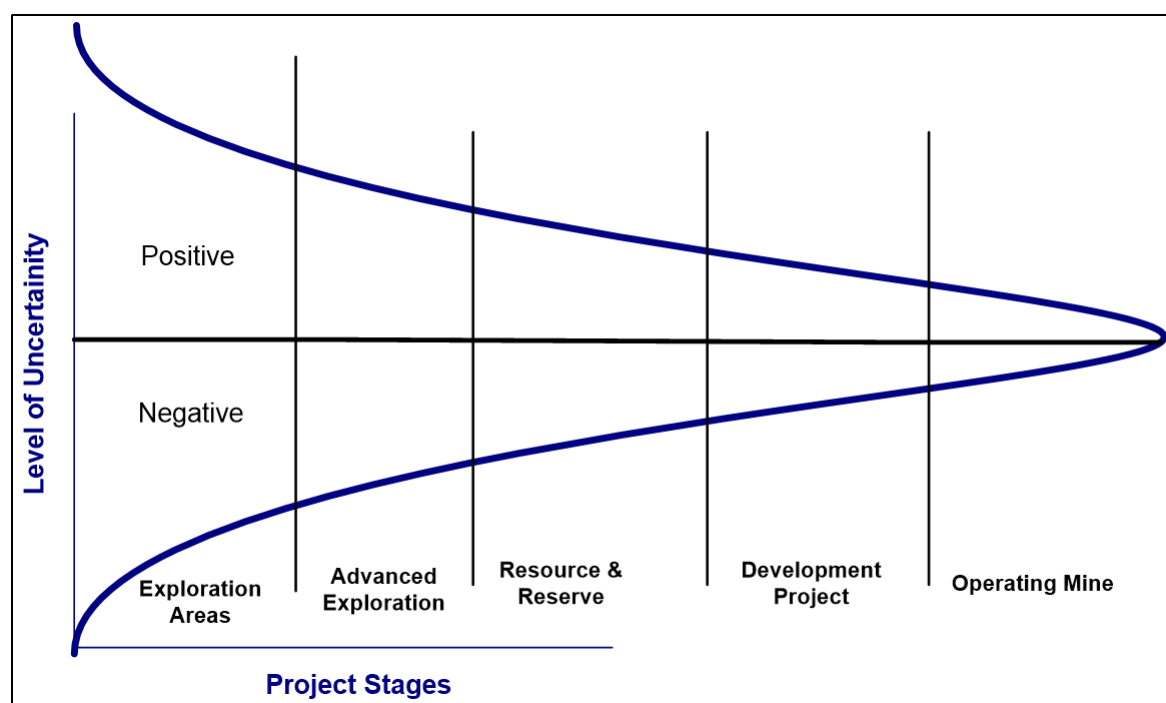 Positive
Level of Uncertainity
Negative
Exploration
Areas
Advanced
Exploration
Resource &
Reserve
Development
Project
Operating Mine
Project Stages